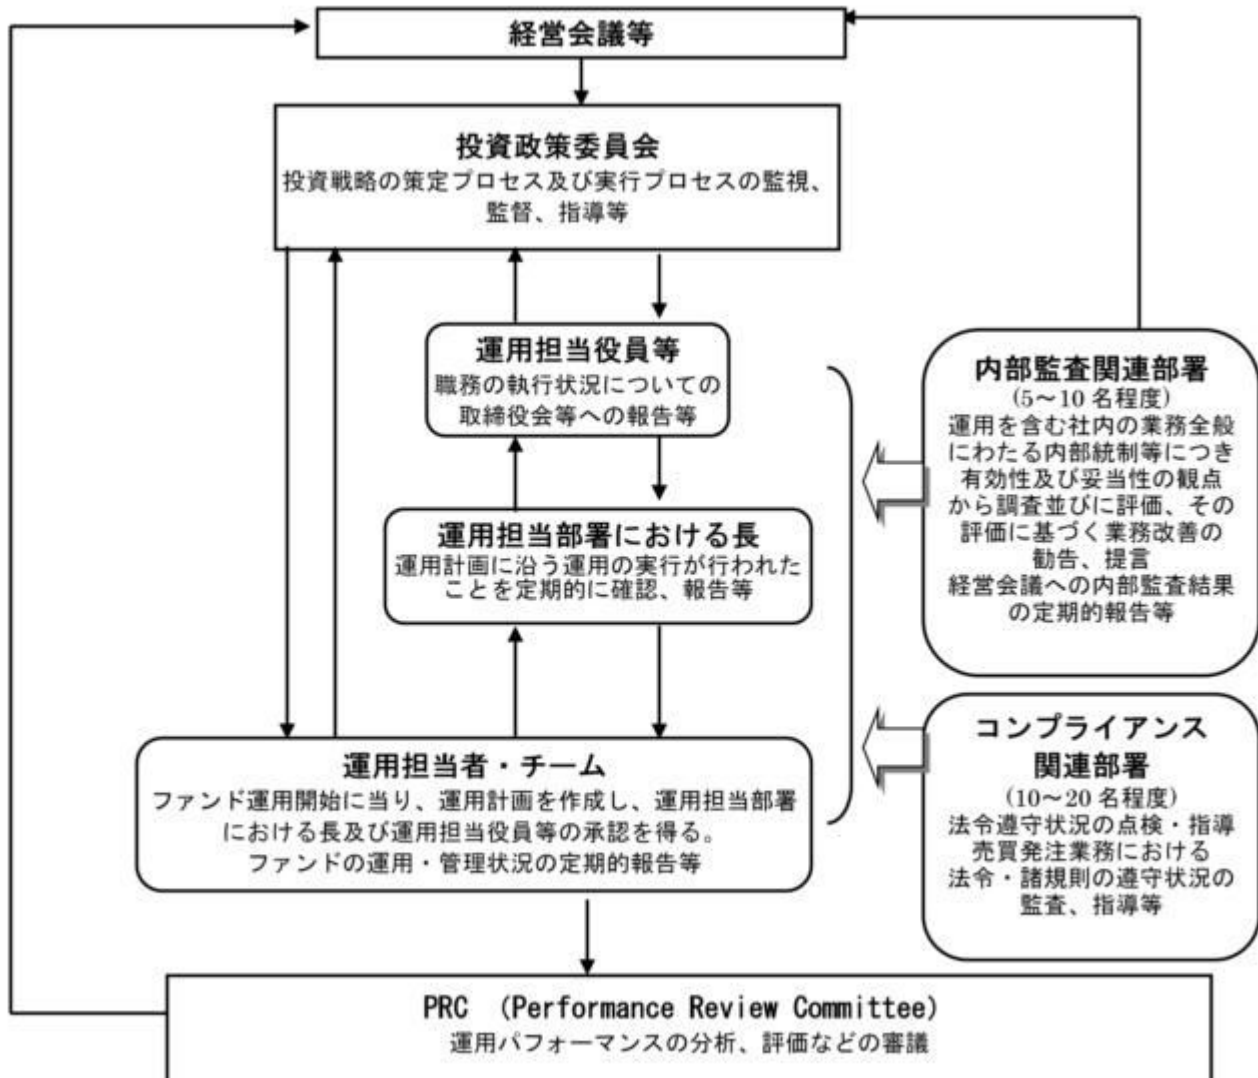 経営会議等
投資政策委員会
投資戦略の策定プロセス及び実行プロセスの監視、
監督、指導等
運用担当役員等
職務の執行状況についての
取締役会等への報告等
運用担当部署における長
運用計画に沿う運用の実行が行われた
ことを定期的に確認、報告等
運用担当者・チーム
ファンド運用開始に当り、運用計画を作成し、運用担当部署
における長及び運用担当役員等の承認を得る。
ファンドの運用・管理状況の定期的報告等
内部監査関連部署
(5～10 名程度)
運用を含む社内の業務全般
にわたる内部統制等につき
有効性及び妥当性の観点
から調査並びに評価、その
評価に基づく業務改善の
勧告、提言
経営会議への内部監査結果
の定期的報告等
コンプライアンス
関連部署
(10～20 名程度)
法令遵守状況の点検・指導
売買発注業務における
法令・諸規則の遵守状況の
監査、指導等
PRC (Performance Review Committee)
運用パフォーマンスの分析、評価などの審議